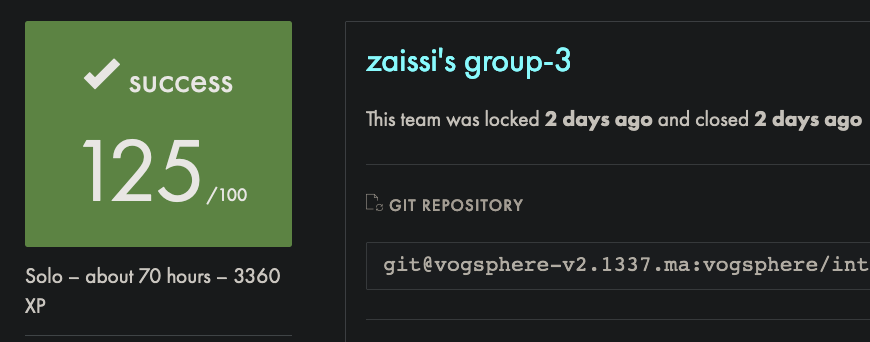 success
125 /100
Solo – about 70 hours – 3360
XP
zaissi's group-3
This team was locked 2 days ago and closed 2 days ago
GIT REPOSITORY
git@vogsphere-v2.1337.ma:vogsphere/int